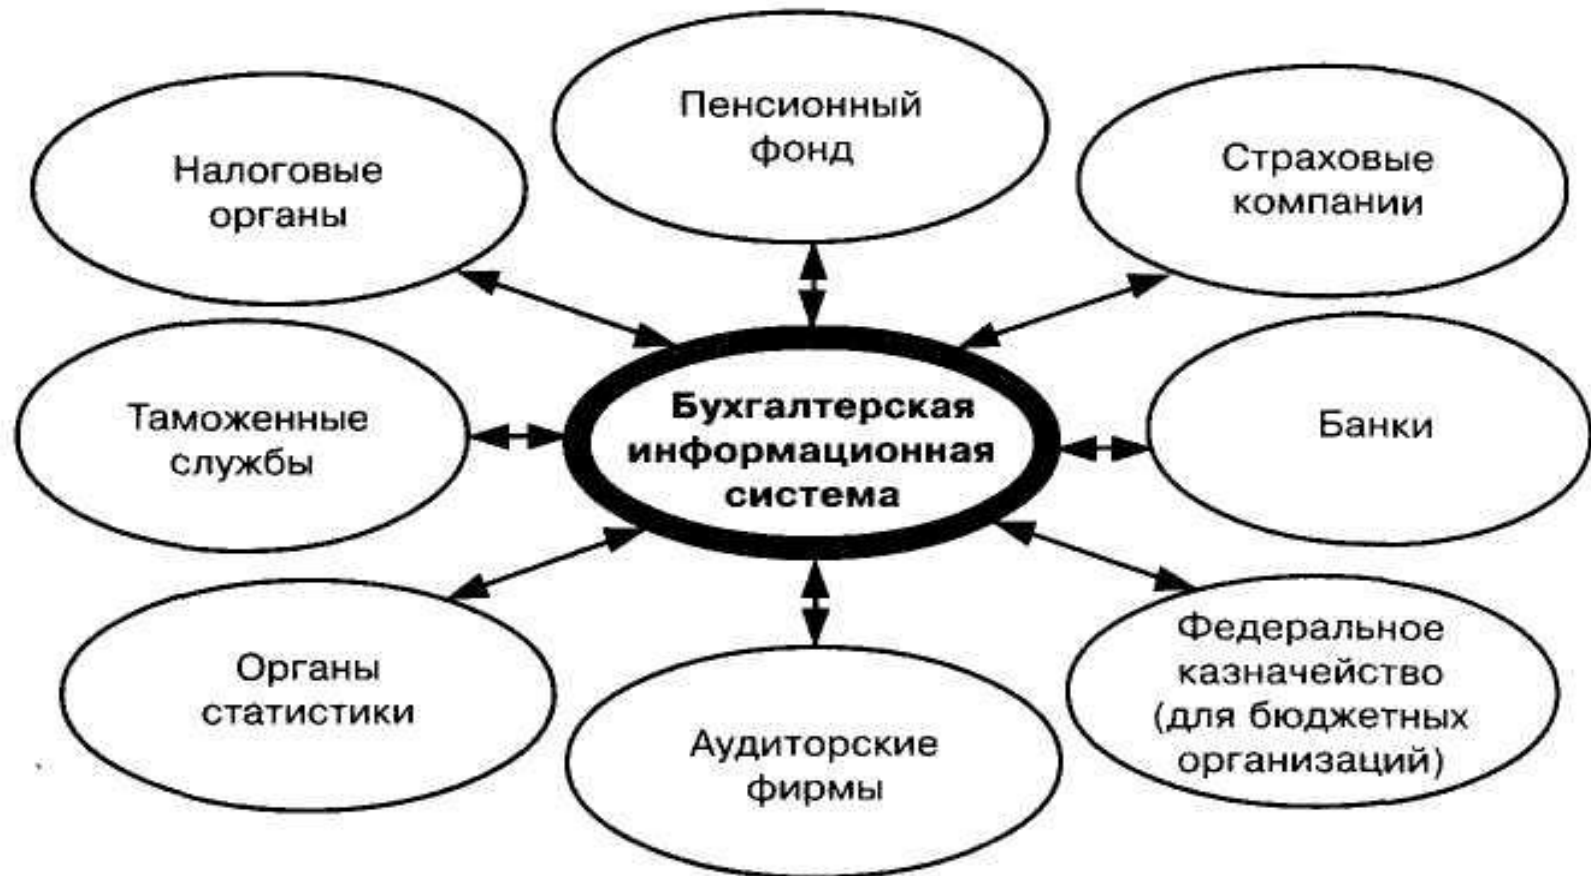 Пенсионный
фонд
Налоговые
органы
Страховые
компании
Таможенные
службы
Бухгалтерская
информационная
система
Банки
Органы
статистики
Аудиторские
фирмы
Федеральное
казначейство
(для бюджетных
организаций)